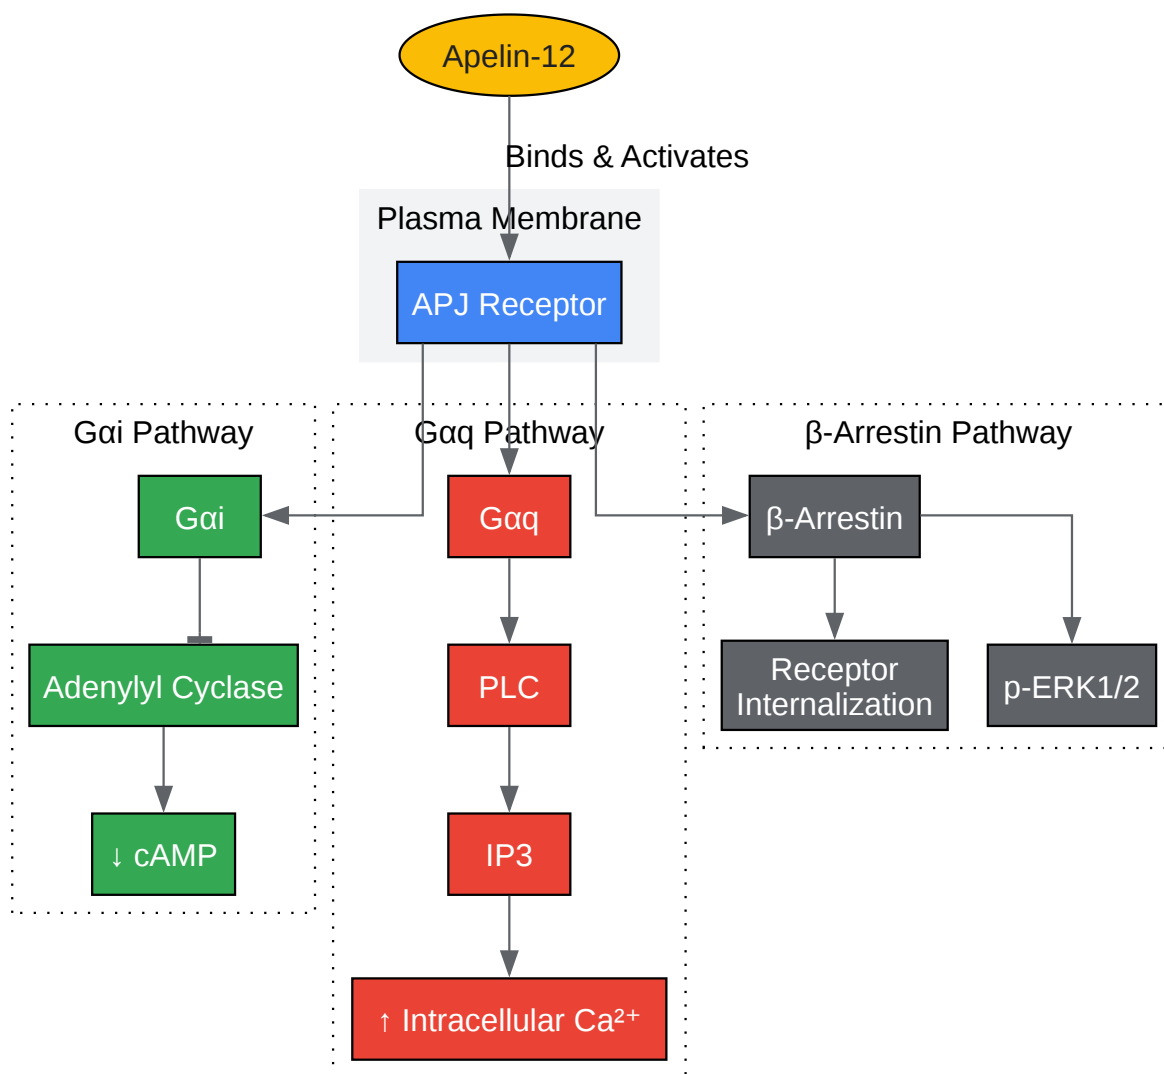 Apelin-12
Binds & Activates
Plasma Membrane
APJ Receptor
Gαi Pathway
Gαq Pathway
β-Arrestin Pathway
Gαi
Gαq
β-Arrestin
Adenylyl Cyclase
PLC
Receptor
Internalization
p-ERK1/2
↓ cAMP
IP3
↑ Intracellular Ca²⁺